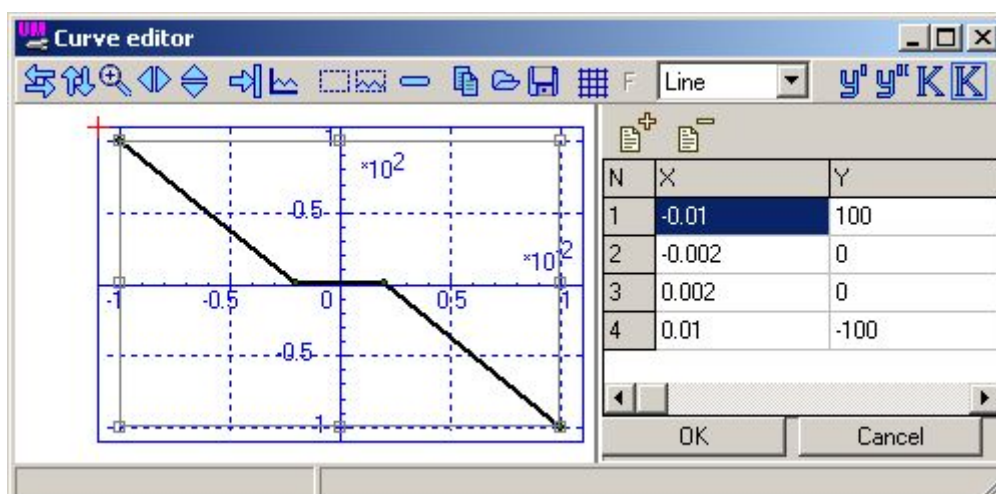 UM Curve editor
F Line y' y'' K K
1
*10²
0.5
*10²
-1 -0.5 0 0.5 1
-0.5
-1
N X Y
1 -0.01 100
2 -0.002 0
3 0.002 0
4 0.01 -100
OK Cancel